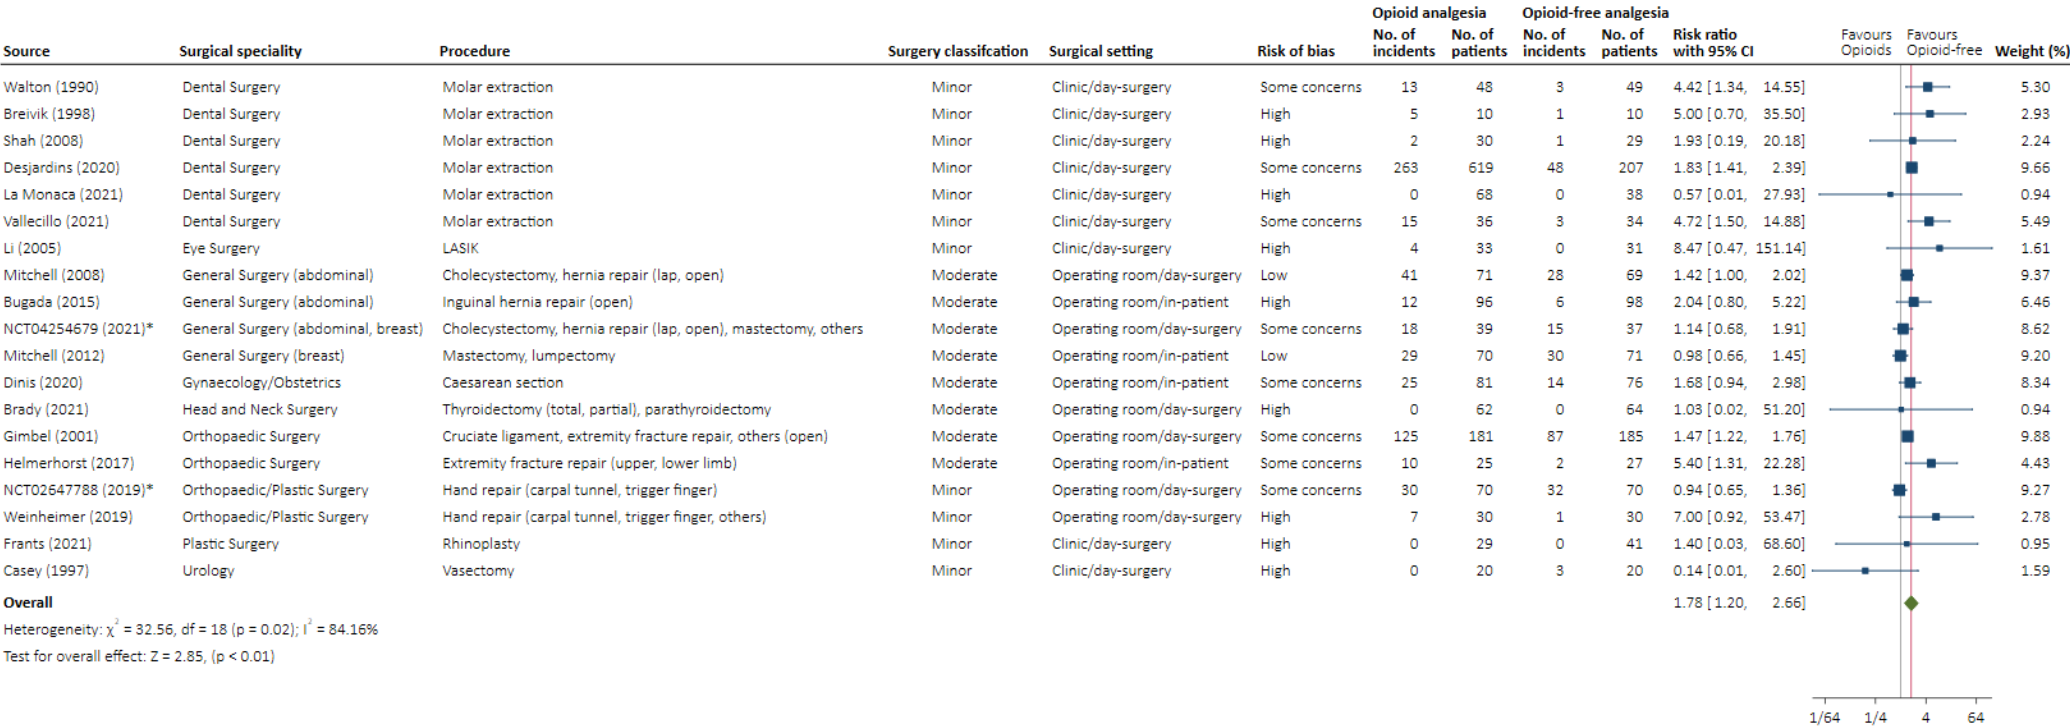 Opioid analgesia Opioid-free analgesia
No. of No. of No. of No. of Risk ratio Favours Favours
Source Surgical speciality Procedure Surgery classifcation Surgical setting Risk of bias incidents patients incidents patients with 95% CI Opioids Opioid-free Weight (%)
Walton (1990) Dental Surgery Molar extraction Minor Clinic/day-surgery Some concerns 13 48 3 49 4.42 [ 1.34, 14.55] 5.30
Breivik (1998) Dental Surgery Molar extraction Minor Clinic/day-surgery High 5 10 1 10 5.00 [ 0.70, 35.50] 2.93
Shah (2008) Dental Surgery Molar extraction Minor Clinic/day-surgery High 2 30 1 29 1.93 [ 0.19, 20.18] 2.24
Desjardins (2020) Dental Surgery Molar extraction Minor Clinic/day-surgery Some concerns 263 619 48 207 1.83 [ 1.41, 2.39] 9.66
La Monaca (2021) Dental Surgery Molar extraction Minor Clinic/day-surgery High 0 68 0 38 0.57 [ 0.01, 27.93] 0.94
Vallecillo (2021) Dental Surgery Molar extraction Minor Clinic/day-surgery Some concerns 15 36 3 34 4.72 [ 1.50, 14.88] 5.49
Li (2005) Eye Surgery LASIK Minor Clinic/day-surgery High 4 33 0 31 8.47 [ 0.47, 151.14] 1.61
Mitchell (2008) General Surgery (abdominal) Cholecystectomy, hernia repair (lap, open) Moderate Operating room/day-surgery Low 41 71 28 69 1.42 [ 1.00, 2.02] 9.37
Bugada (2015) General Surgery (abdominal) Inguinal hernia repair (open) Moderate Operating room/in-patient High 12 96 6 98 2.04 [ 0.80, 5.22] 6.46
NCT04254679 (2021)* General Surgery (abdominal, breast) Cholecystectomy, hernia repair (lap, open), mastectomy, others Moderate Operating room/day-surgery Some concerns 18 39 15 37 1.14 [ 0.68, 1.91] 8.62
Mitchell (2012) General Surgery (breast) Mastectomy, lumpectomy Moderate Operating room/in-patient Low 29 70 30 71 0.98 [ 0.66, 1.45] 9.20
Dinis (2020) Gynaecology/Obstetrics Caesarean section Moderate Operating room/in-patient Some concerns 25 81 14 76 1.68 [ 0.94, 2.98] 8.34
Brady (2021) Head and Neck Surgery Thyroidectomy (total, partial), parathyroidectomy Moderate Operating room/day-surgery High 0 62 0 64 1.03 [ 0.02, 51.20] 0.94
Gimbel (2001) Orthopaedic Surgery Cruciate ligament, extremity fracture repair, others (open) Moderate Operating room/day-surgery Some concerns 125 181 87 185 1.47 [ 1.22, 1.76] 9.88
Helmerhorst (2017) Orthopaedic Surgery Extremity fracture repair (upper, lower limb) Moderate Operating room/in-patient Some concerns 10 25 2 27 5.40 [ 1.31, 22.28] 4.43
NCT02647788 (2019)* Orthopaedic/Plastic Surgery Hand repair (carpal tunnel, trigger finger) Minor Operating room/day-surgery Some concerns 30 70 32 70 0.94 [ 0.65, 1.36] 9.27
Weinheimer (2019) Orthopaedic/Plastic Surgery Hand repair (carpal tunnel, trigger finger, others) Minor Operating room/day-surgery High 7 30 1 30 7.00 [ 0.92, 53.47] 2.78
Frants (2021) Plastic Surgery Rhinoplasty Minor Clinic/day-surgery High 0 29 0 41 1.40 [ 0.03, 68.60] 0.95
Casey (1997) Urology Vasectomy Minor Clinic/day-surgery High 0 20 3 20 0.14 [ 0.01, 2.60] 1.59
Overall 1.78 [ 1.20, 2.66]
Heterogeneity: χ² = 32.56, df = 18 (p = 0.02); I² = 84.16%
Test for overall effect: Z = 2.85, (p < 0.01)
1/64 1/4 4 64